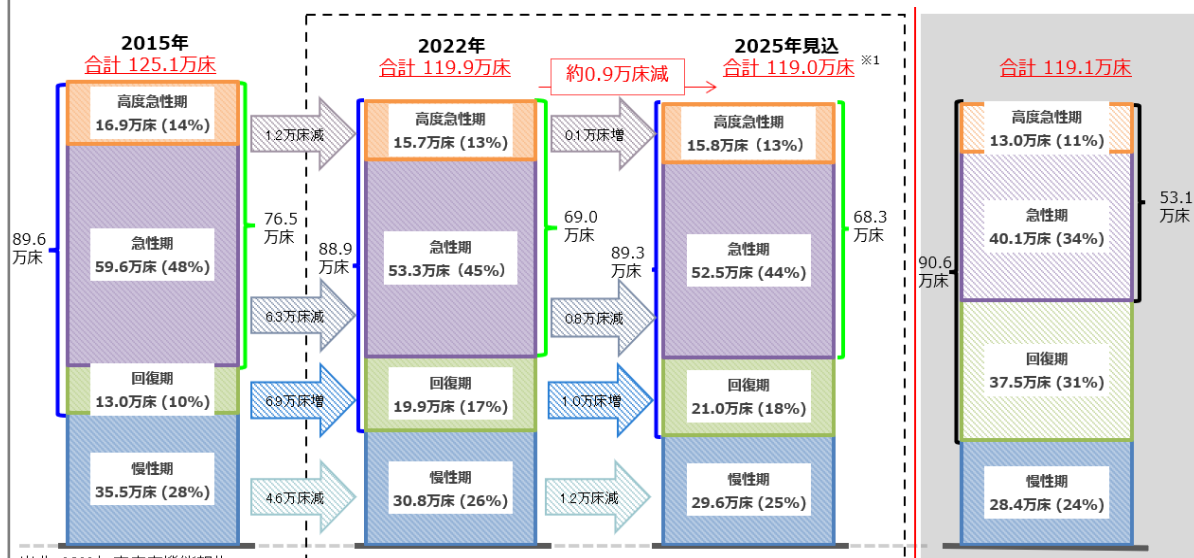 2015年
合計 125.1万床
高度急性期
16.9万床 (14%)
急性期
59.6万床 (48%)
回復期
13.0万床 (10%)
慢性期
35.5万床 (28%)
89.6
万床
76.5
万床
1.2万床減
6.3万床減
6.9万床増
4.6万床減
2022年
合計 119.9万床
高度急性期
15.7万床 (13%)
急性期
53.3万床 (45%)
回復期
19.9万床 (17%)
慢性期
30.8万床 (26%)
88.9
万床
69.0
万床
約0.9万床減
0.1万床増
0.8万床減
1.0万床増
1.2万床減
2025年見込
合計 119.0万床 ※1
高度急性期
15.8万床 (13%)
急性期
52.5万床 (44%)
回復期
21.0万床 (18%)
慢性期
29.6万床 (25%)
89.3
万床
68.3
万床
合計 119.1万床
高度急性期
13.0万床 (11%)
急性期
40.1万床 (34%)
回復期
37.5万床 (31%)
慢性期
28.4万床 (24%)
90.6
万床
53.1
万床